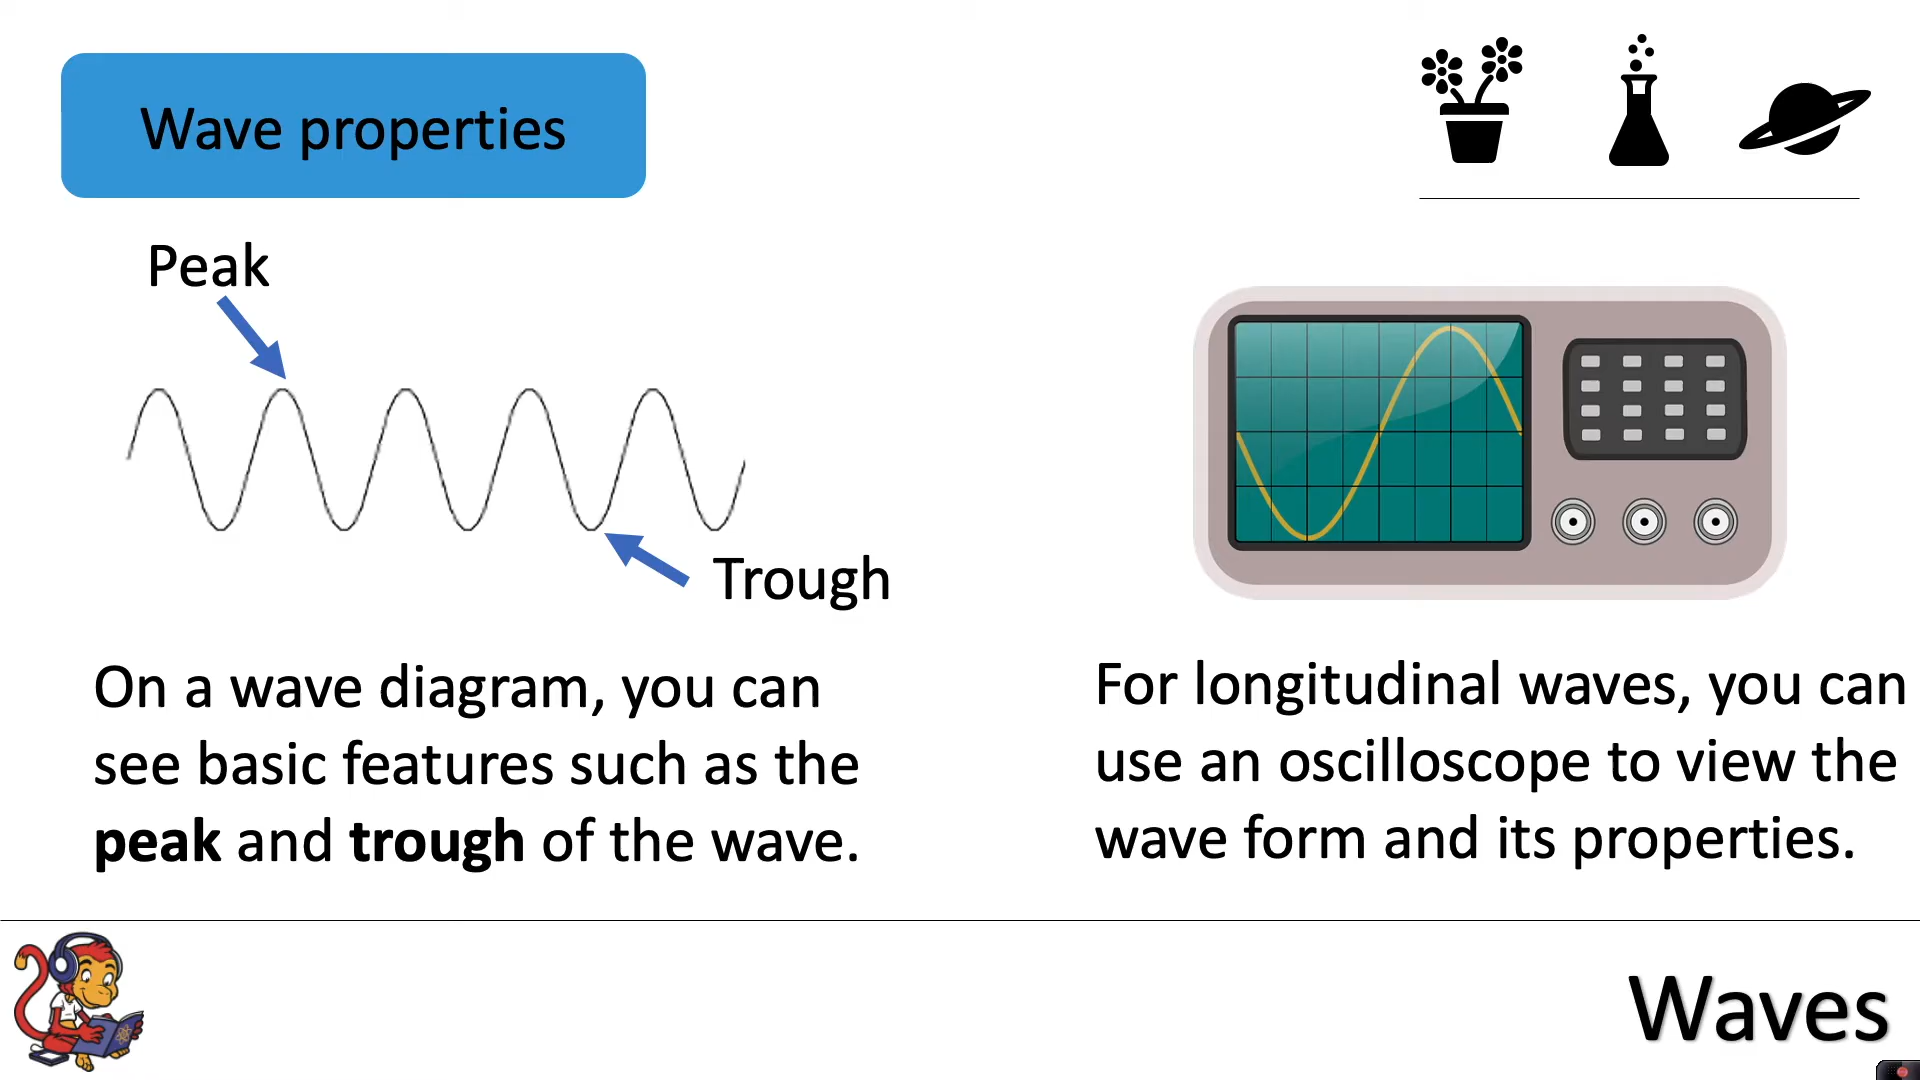 Wave properties
Peak
Trough
On a wave diagram, you can
see basic features such as the
peak and trough of the wave.
For longitudinal waves, you can
use an oscilloscope to view the
wave form and its properties.
Waves